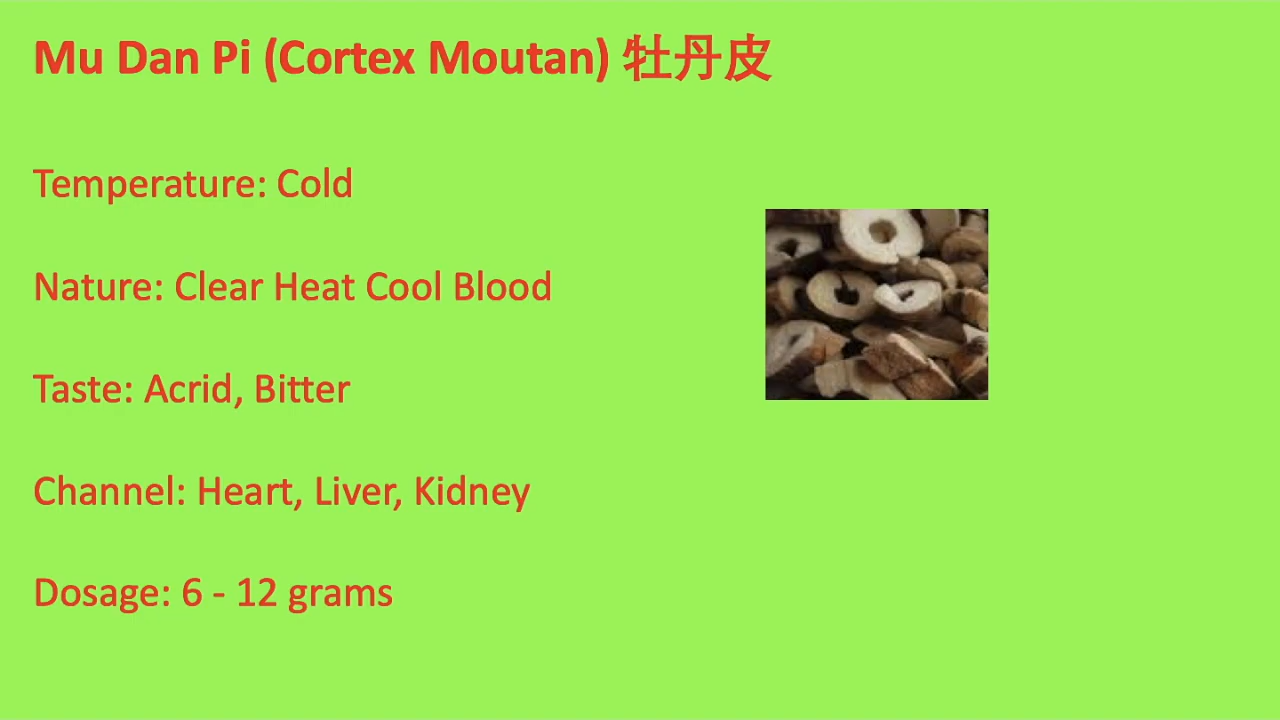 Mu Dan Pi (Cortex Moutan) 牡丹皮
Temperature: Cold
Nature: Clear Heat Cool Blood
Taste: Acrid, Bitter
Channel: Heart, Liver, Kidney
Dosage: 6 - 12 grams